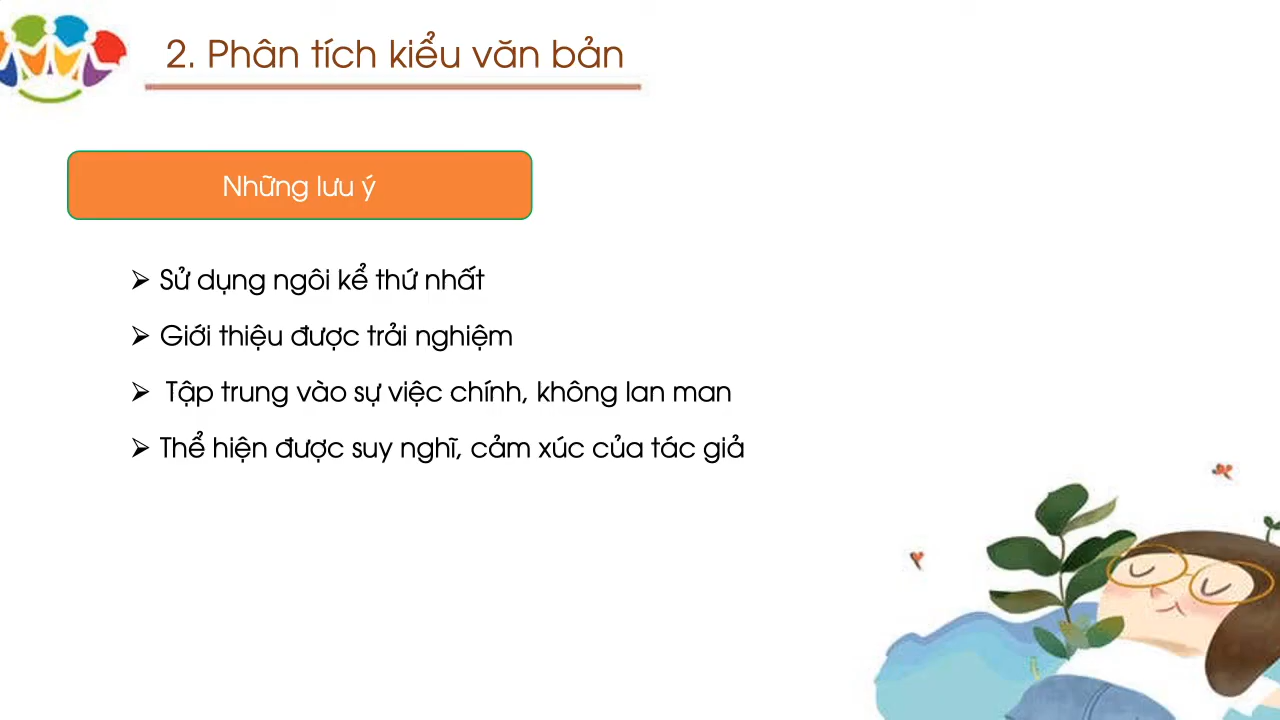 2. Phân tích kiểu văn bản
Những lưu ý
➢ Sử dụng ngôi kể thứ nhất
➢ Giới thiệu được trải nghiệm
➢ Tập trung vào sự việc chính, không lan man
➢ Thể hiện được suy nghĩ, cảm xúc của tác giả